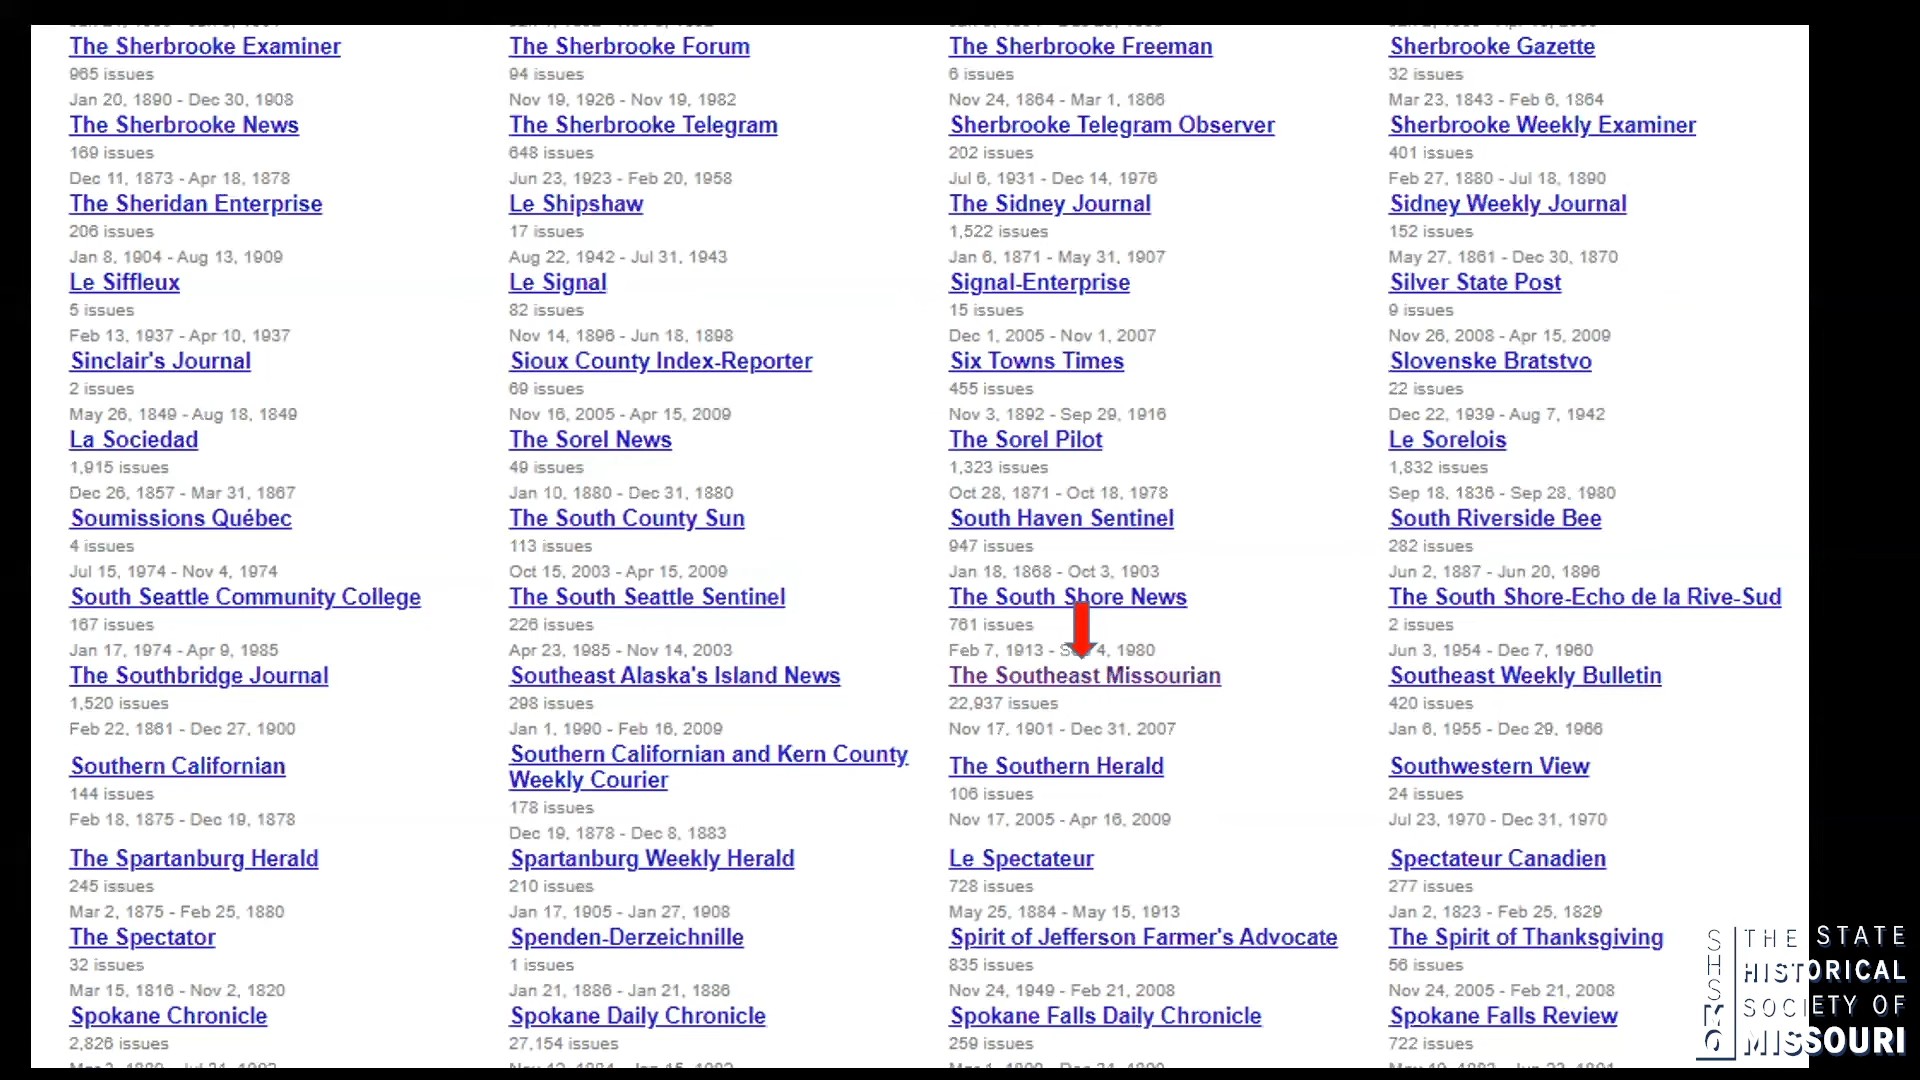 The Sherbrooke Examiner
965 issues
Jan 20, 1890 - Dec 30, 1908
The Sherbrooke Forum
94 issues
Nov 19, 1926 - Nov 19, 1982
The Sherbrooke Freeman
6 issues
Nov 24, 1864 - Mar 1, 1866
Sherbrooke Gazette
32 issues
Mar 23, 1843 - Feb 6, 1864
The Sherbrooke News
169 issues
Dec 11, 1873 - Apr 18, 1878
The Sherbrooke Telegram
648 issues
Jun 23, 1923 - Feb 20, 1958
Sherbrooke Telegram Observer
202 issues
Jul 6, 1931 - Dec 14, 1976
Sherbrooke Weekly Examiner
401 issues
Feb 27, 1880 - Jul 18, 1890
The Sheridan Enterprise
206 issues
Jan 8, 1904 - Aug 13, 1909
Le Shipshaw
17 issues
Aug 22, 1942 - Jul 31, 1943
The Sidney Journal
1,522 issues
Jan 6, 1871 - May 31, 1907
Sidney Weekly Journal
152 issues
May 27, 1861 - Dec 30, 1870
Le Siffleux
5 issues
Feb 13, 1937 - Apr 10, 1937
Le Signal
82 issues
Nov 14, 1896 - Jun 18, 1898
Signal-Enterprise
15 issues
Dec 1, 2005 - Nov 1, 2007
Silver State Post
9 issues
Nov 26, 2008 - Apr 15, 2009
Sinclair's Journal
2 issues
May 26, 1849 - Aug 18, 1849
Sioux County Index-Reporter
69 issues
Nov 16, 2005 - Apr 15, 2009
Six Towns Times
455 issues
Nov 3, 1892 - Sep 29, 1916
Slovenske Bratstvo
22 issues
Dec 22, 1939 - Aug 7, 1942
La Sociedad
1,915 issues
Dec 26, 1857 - Mar 31, 1867
The Sorel News
49 issues
Jan 10, 1880 - Dec 31, 1880
The Sorel Pilot
1,323 issues
Oct 28, 1871 - Oct 18, 1978
Le Sorelois
1,832 issues
Sep 18, 1836 - Sep 28, 1980
Soumissions Québec
4 issues
Jul 15, 1974 - Nov 4, 1974
The South County Sun
113 issues
Oct 15, 2003 - Apr 15, 2009
South Haven Sentinel
947 issues
Jan 18, 1868 - Oct 3, 1903
South Riverside Bee
282 issues
Jun 2, 1887 - Jun 20, 1896
South Seattle Community College
167 issues
Jan 17, 1974 - Apr 9, 1985
The South Seattle Sentinel
226 issues
Apr 23, 1985 - Nov 14, 2003
The South Shore News
761 issues
Feb 7, 1913 - 4, 1980
The South Shore-Echo de la Rive-Sud
2 issues
Jun 3, 1954 - Dec 7, 1960
The Southbridge Journal
1,520 issues
Feb 22, 1861 - Dec 27, 1900
Southeast Alaska's Island News
298 issues
Jan 1, 1990 - Feb 16, 2009
The Southeast Missourian
22,937 issues
Nov 17, 1901 - Dec 31, 2007
Southeast Weekly Bulletin
420 issues
Jan 6, 1955 - Dec 29, 1966
Southern Californian
144 issues
Feb 18, 1875 - Dec 19, 1878
Southern Californian and Kern County
Weekly Courier
178 issues
Dec 19, 1878 - Dec 8, 1883
The Southern Herald
106 issues
Nov 17, 2005 - Apr 16, 2009
Southwestern View
24 issues
Jul 23, 1970 - Dec 31, 1970
The Spartanburg Herald
245 issues
Mar 2, 1875 - Feb 25, 1880
Spartanburg Weekly Herald
210 issues
Jan 17, 1905 - Jan 27, 1908
Le Spectateur
728 issues
May 25, 1884 - May 15, 1913
Spectateur Canadien
277 issues
Jan 2, 1823 - Feb 25, 1829
The Spectator
32 issues
Mar 15, 1816 - Nov 2, 1820
Spenden-Derzeichnille
1 issues
Jan 21, 1886 - Jan 21, 1886
Spirit of Jefferson Farmer's Advocate
835 issues
Nov 24, 1949 - Feb 21, 2008
The Spirit of Thanksgiving
56 issues
Nov 24, 2005 - Feb 21, 2008
Spokane Chronicle
2,826 issues
Spokane Daily Chronicle
27,154 issues
Spokane Falls Daily Chronicle
259 issues
Spokane Falls Review
722 issues
SHSMO
THE STATE
HISTORICAL
SOCIETY OF
MISSOURI